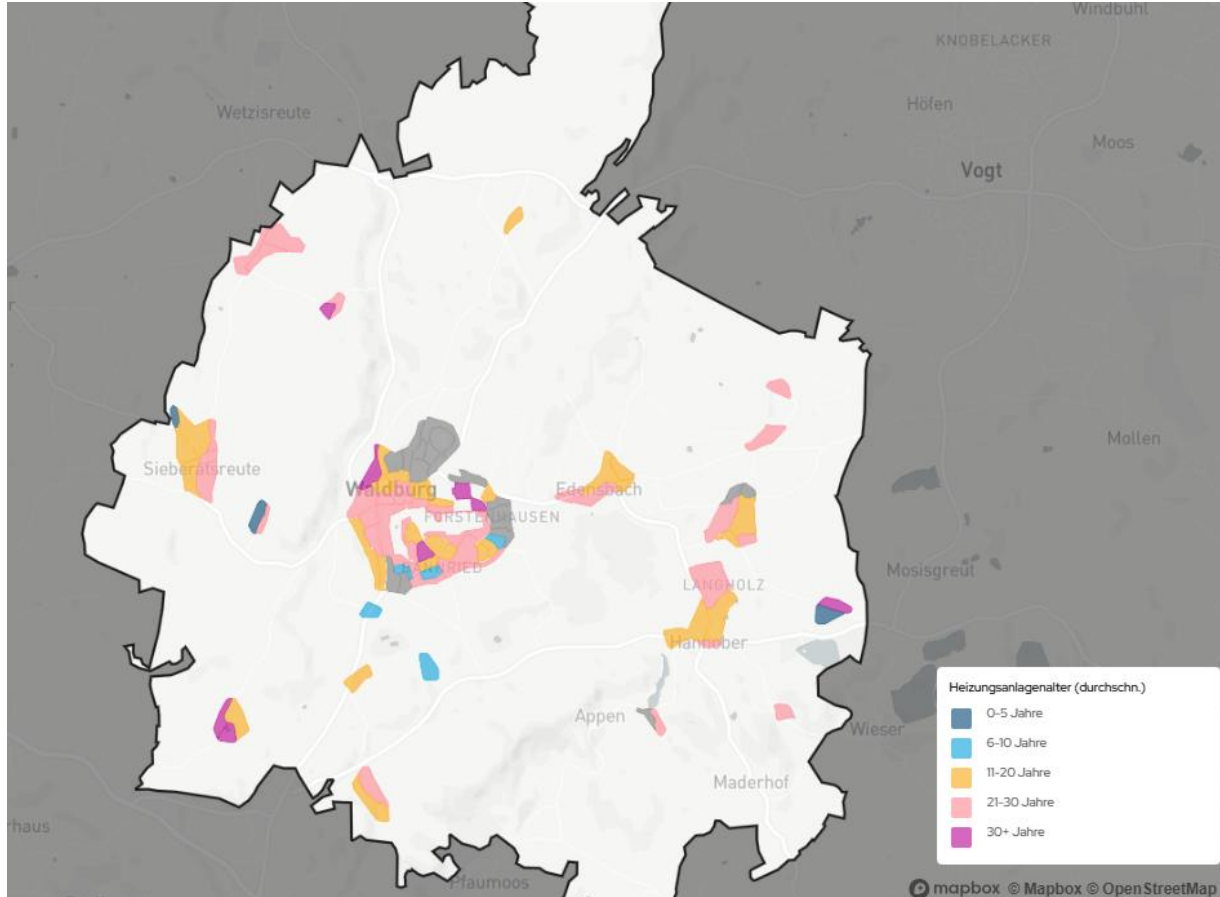 Windbühl
KNOBELACKER
Wetzisreute
Höfen
Moos
Vogt
Mollen
Sieberatsreute
Waldburg
Edensbach
FÜRSTENHAUSEN
BANNRIED
LANGHOLZ
Mosisgreut
Hannober
Appen
Wieser
Maderhof
rhaus
Pfaumoos
Heizungsanlagenalter (durchschn.)
0-5 Jahre
6-10 Jahre
11-20 Jahre
21-30 Jahre
30+ Jahre
mapbox © Mapbox © OpenStreetMap